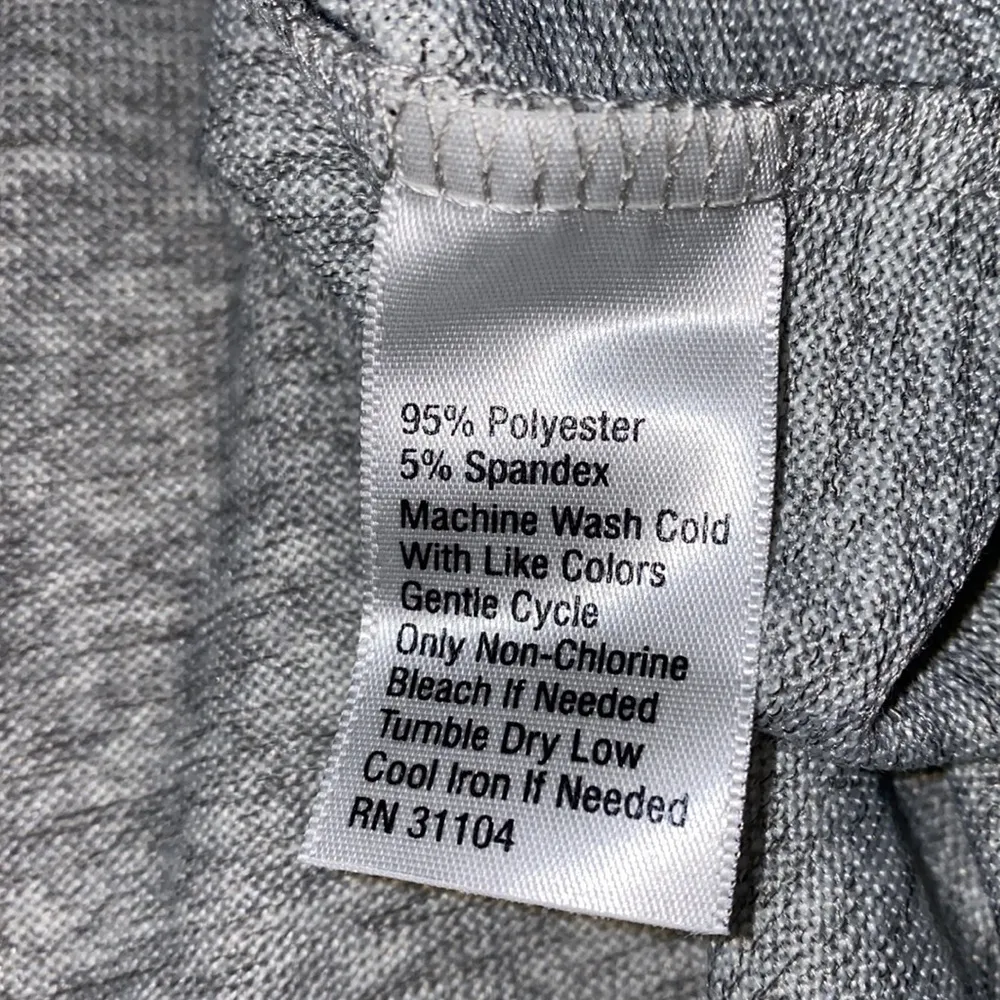 95% Polyester
5% Spandex
Machine Wash Cold
With Like Colors
Gentle Cycle
Only Non-Chlorine
Bleach If Needed
Tumble Dry Low
Cool Iron If Needed
RN 31104